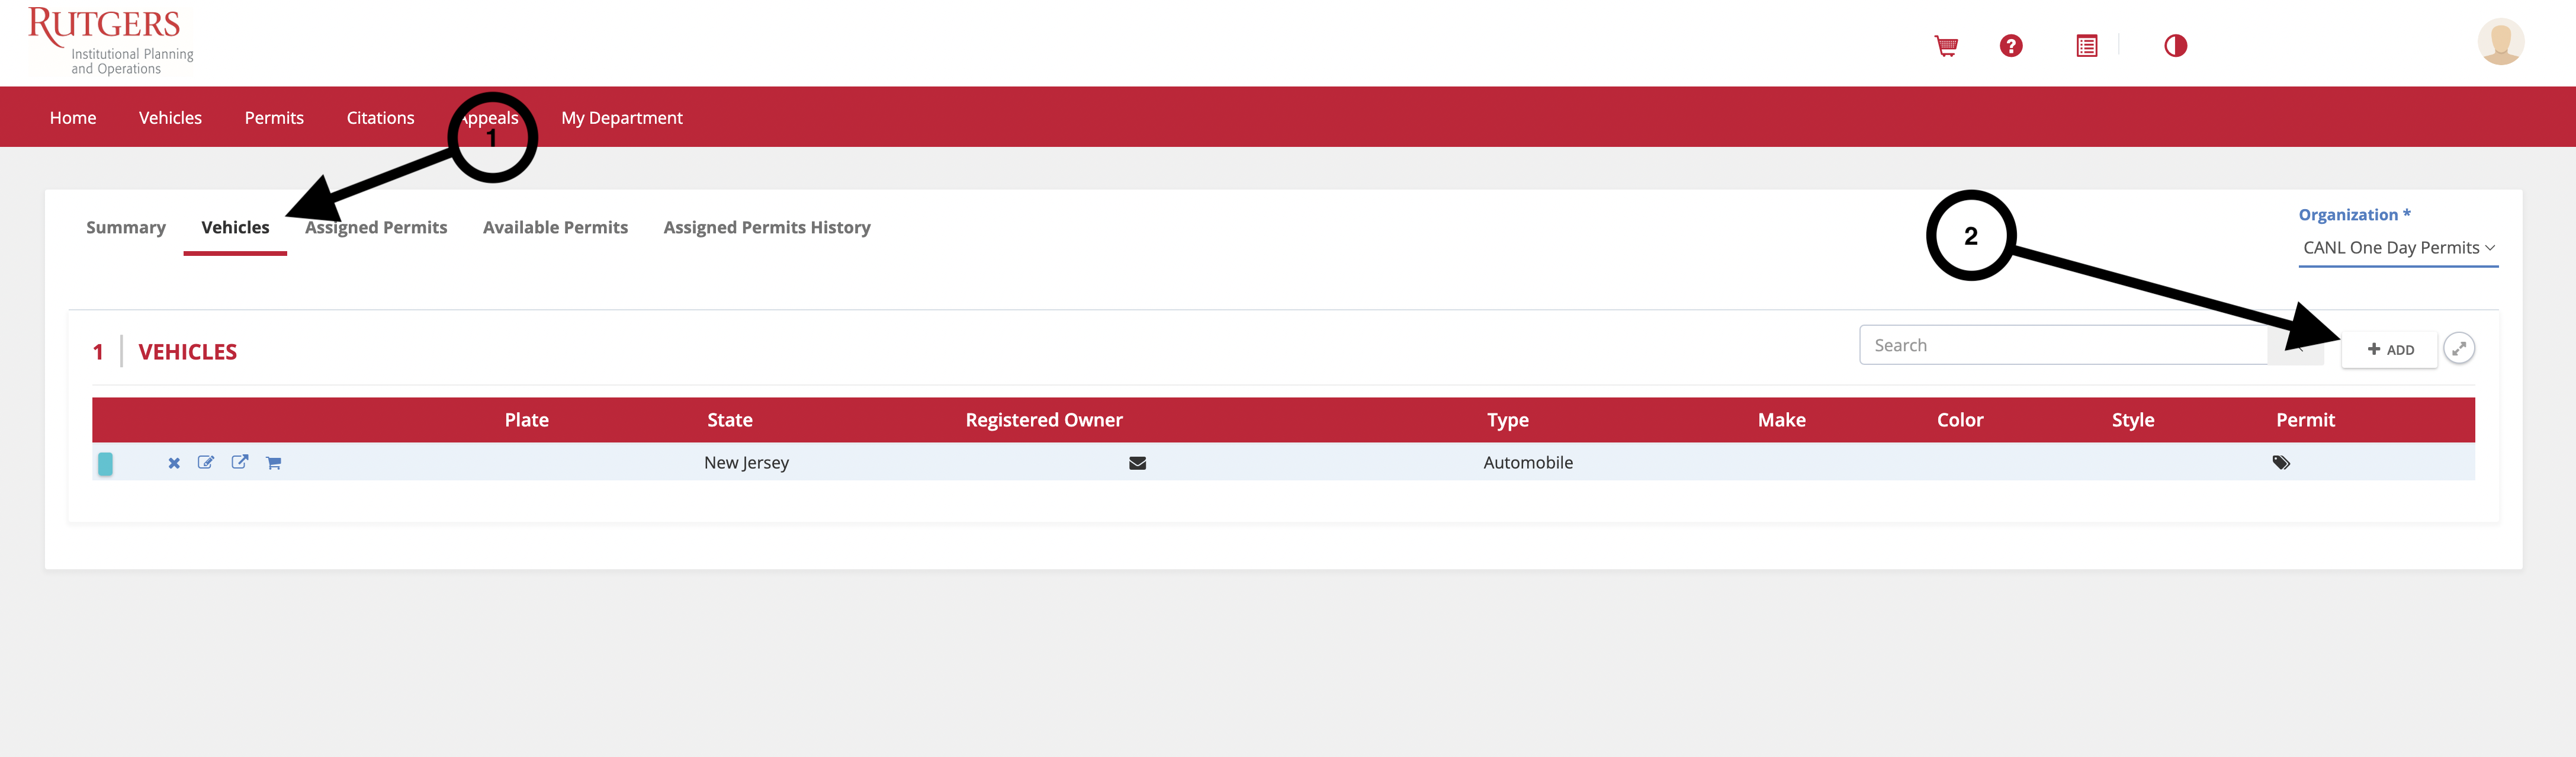 RUTGERS
Institutional Planning
and Operations
Home Vehicles Permits Citations Appeals My Department
1
Summary Vehicles Assigned Permits Available Permits Assigned Permits History
Organization *
CANL One Day Permits
2
1 VEHICLES
Search
+ ADD
Plate State Registered Owner Type Make Color Style Permit
New Jersey Automobile